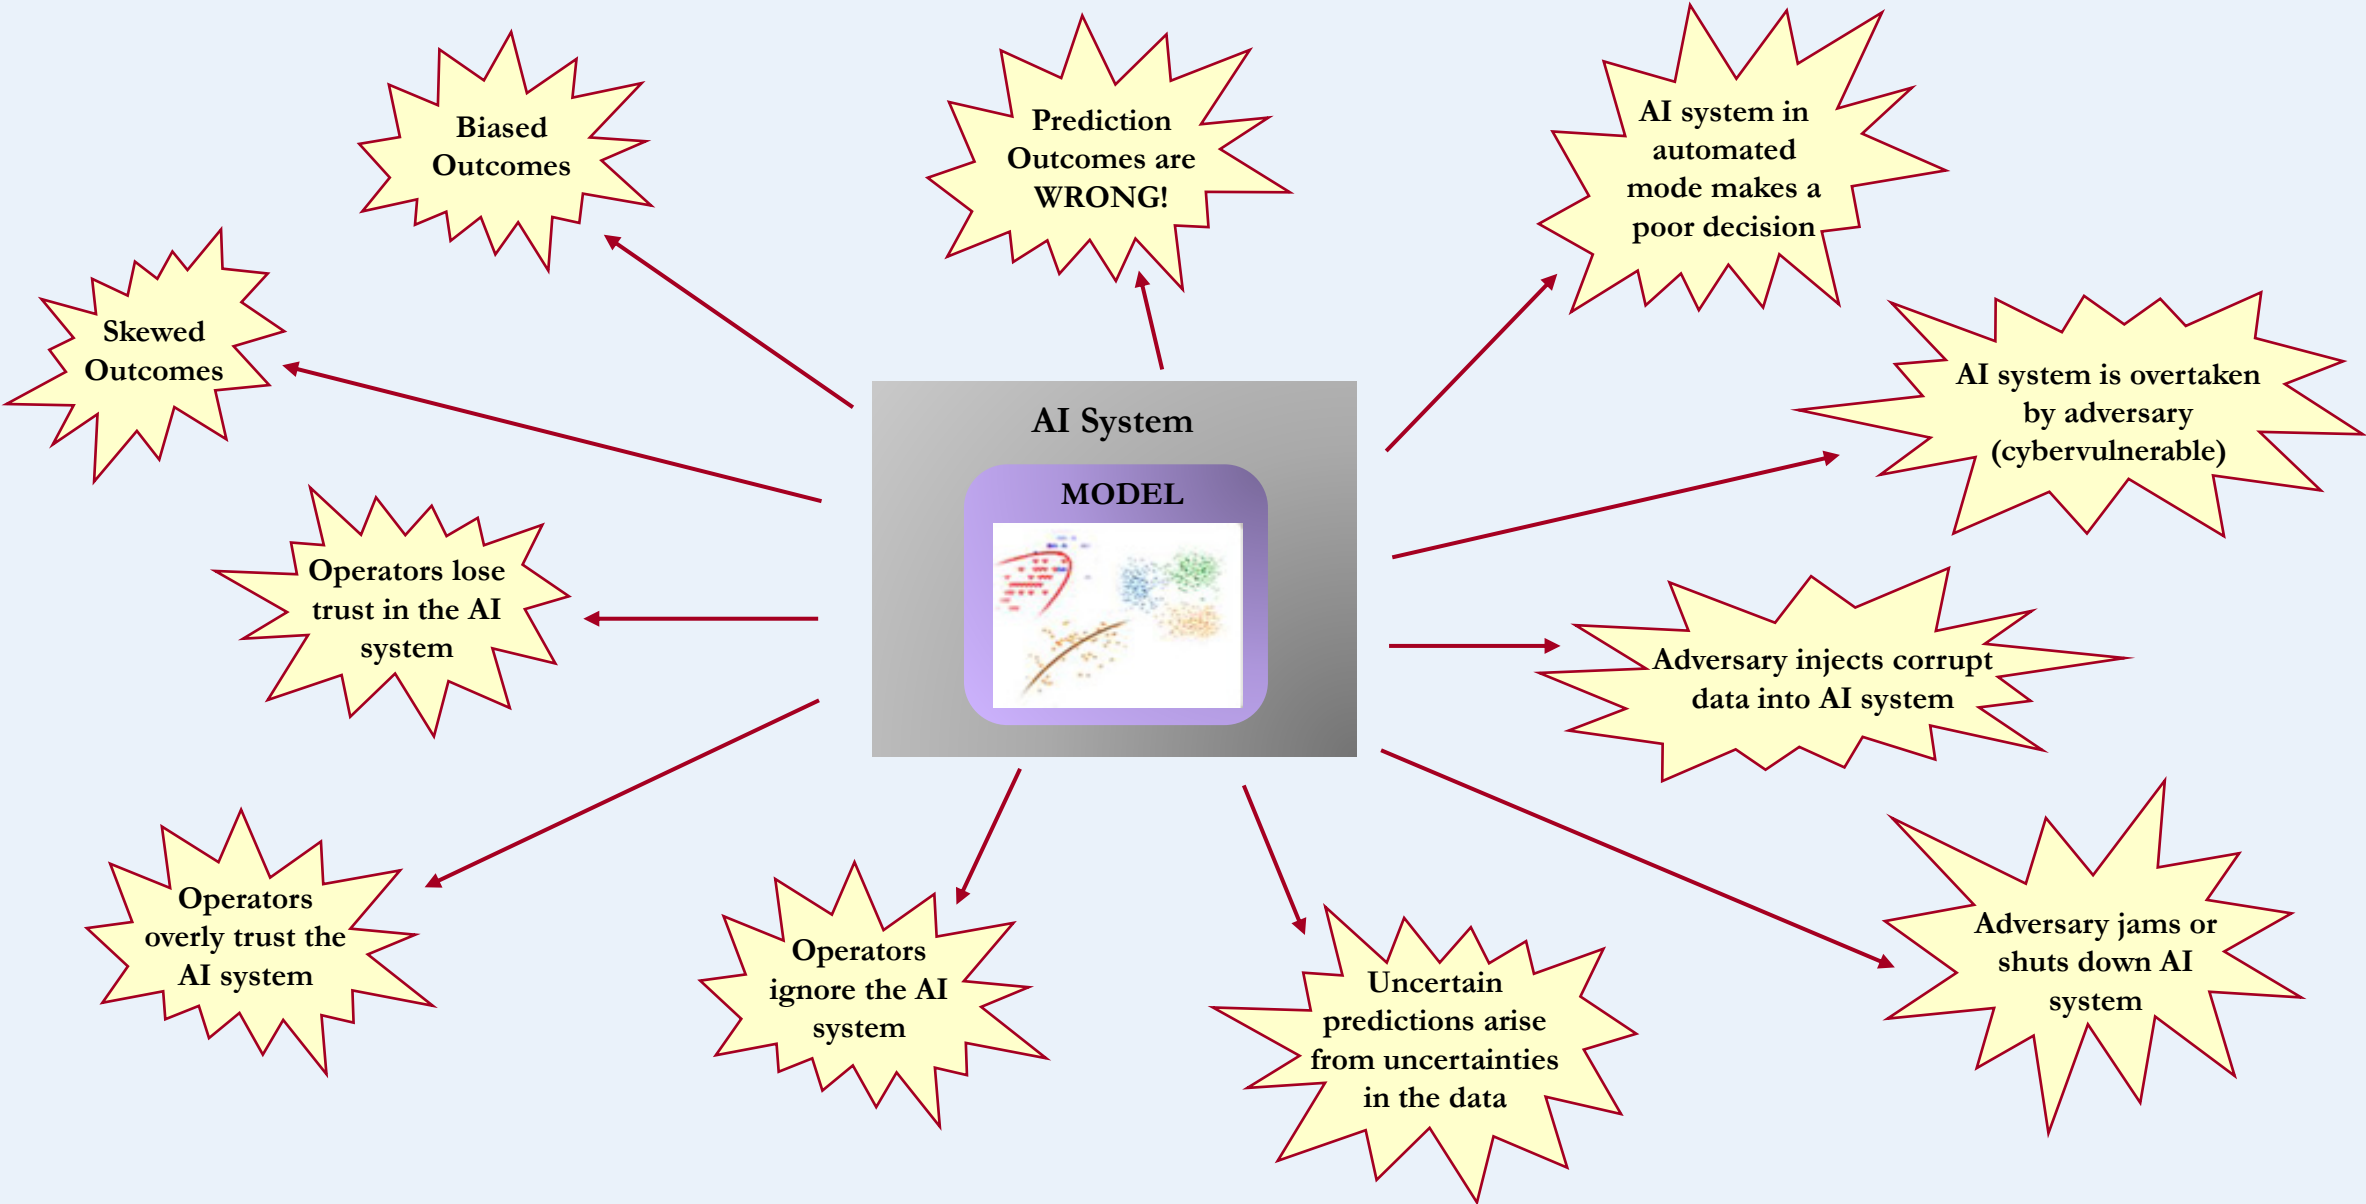 Biased
Outcomes
Prediction
Outcomes are
WRONG!
AI system in
automated
mode makes a
poor decision
Skewed
Outcomes
AI system is overtaken
by adversary
(cybervulnerable)
AI System
MODEL
Operators lose
trust in the AI
system
Adversary injects corrupt
data into AI system
Operators
overly trust the
AI system
Operators
ignore the AI
system
Uncertain
predictions arise
from uncertainties
in the data
Adversary jams or
shuts down AI
system